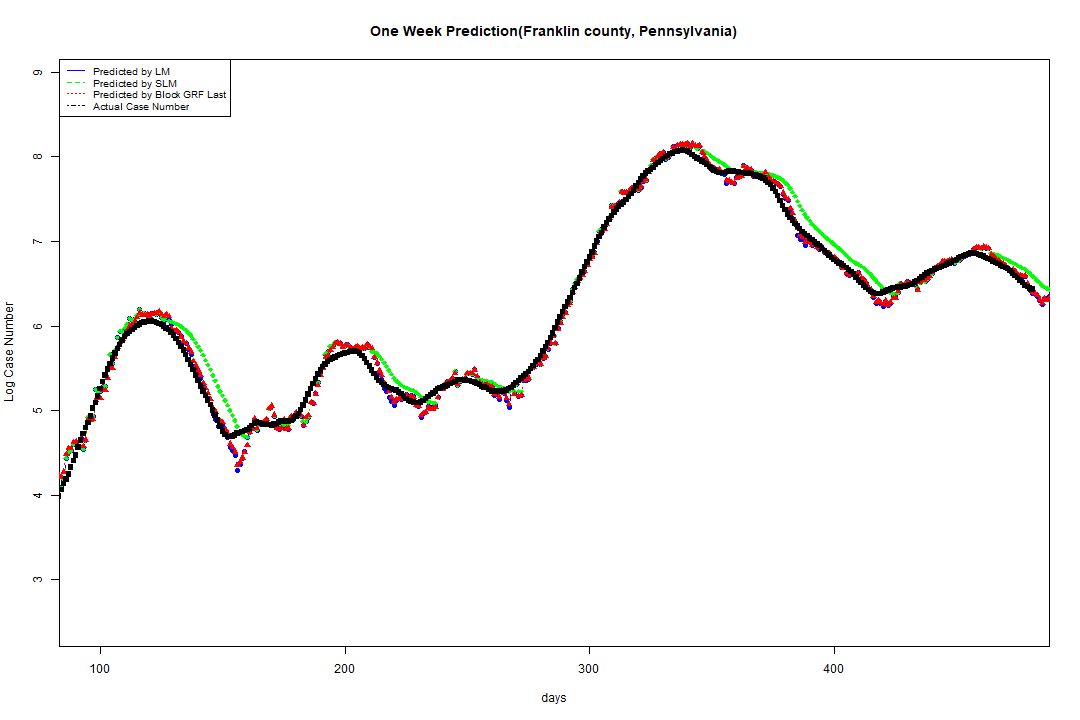 One Week Prediction(Franklin county, Pennsylvania)
Predicted by LM
Predicted by SLM
Predicted by Block GRF Last
Actual Case Number
9
8
7
6
5
4
3
Log Case Number
100 200 300 400
days